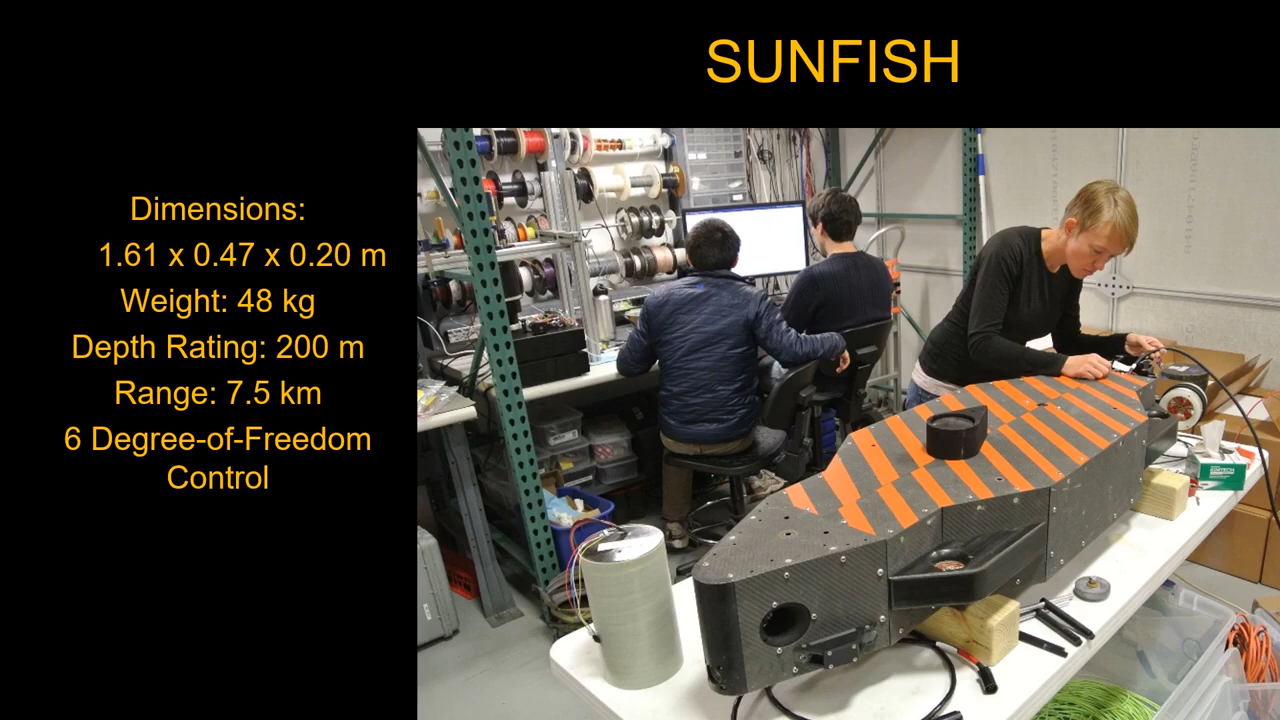 SUNFISH
Dimensions:
1.61 x 0.47 x 0.20 m
Weight: 48 kg
Depth Rating: 200 m
Range: 7.5 km
6 Degree-of-Freedom
Control